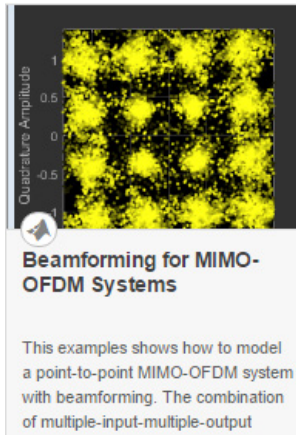 Quadrature Amplitude
1
0.5
0
-0.5
-1
Beamforming for MIMO-
OFDM Systems
This examples shows how to model
a point-to-point MIMO-OFDM system
with beamforming. The combination
of multiple-input-multiple-output